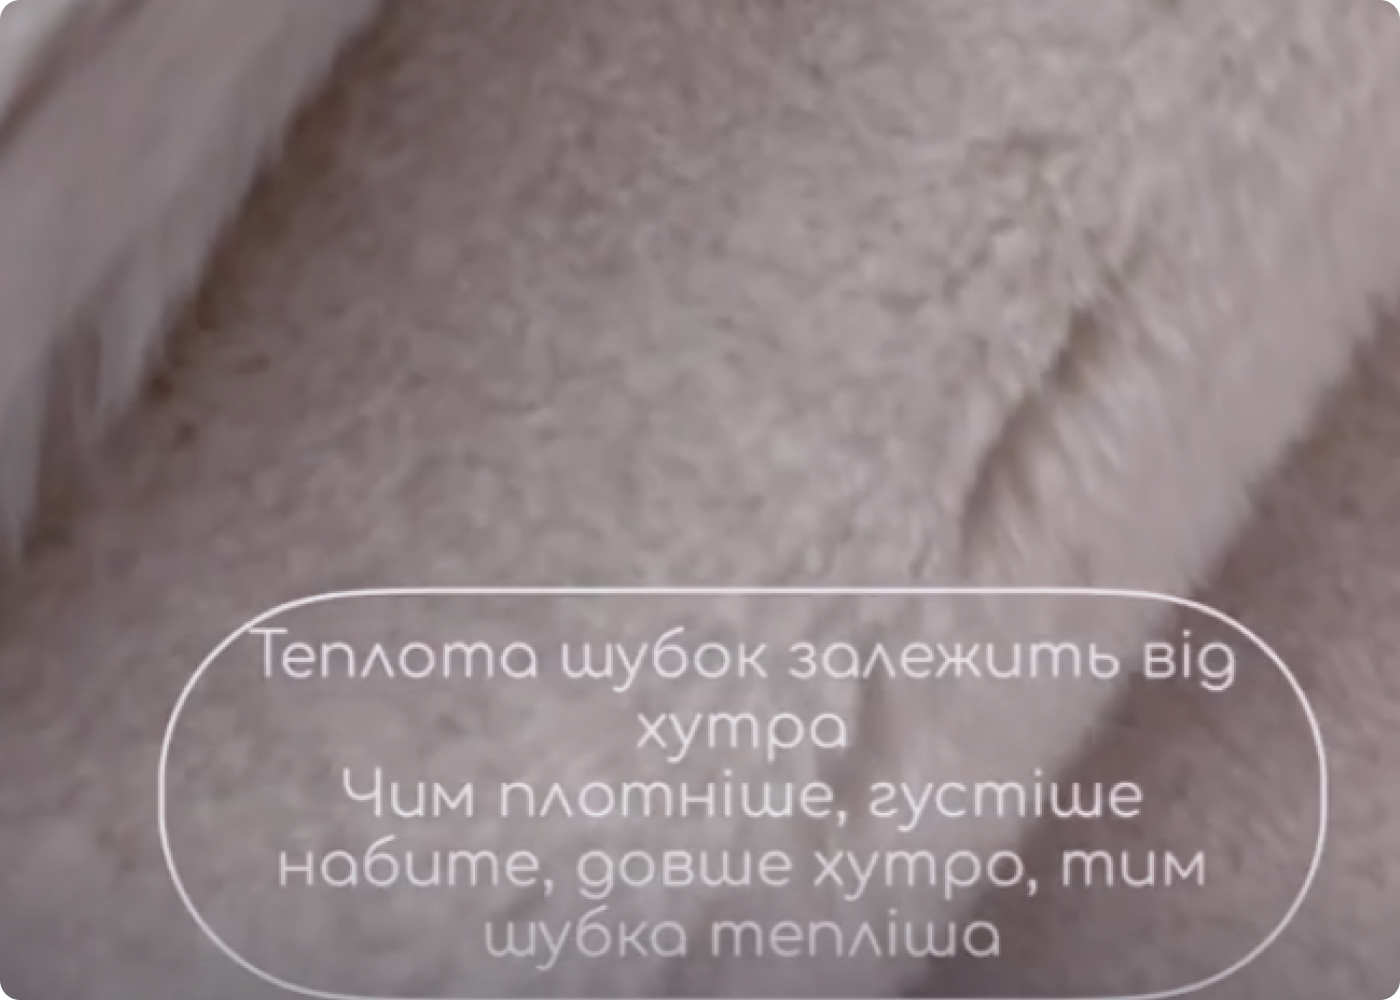 Теплота шубок залежить від
хутра
Чим плотніше, густіше
набите, довше хутро, тим
шубка тепліша